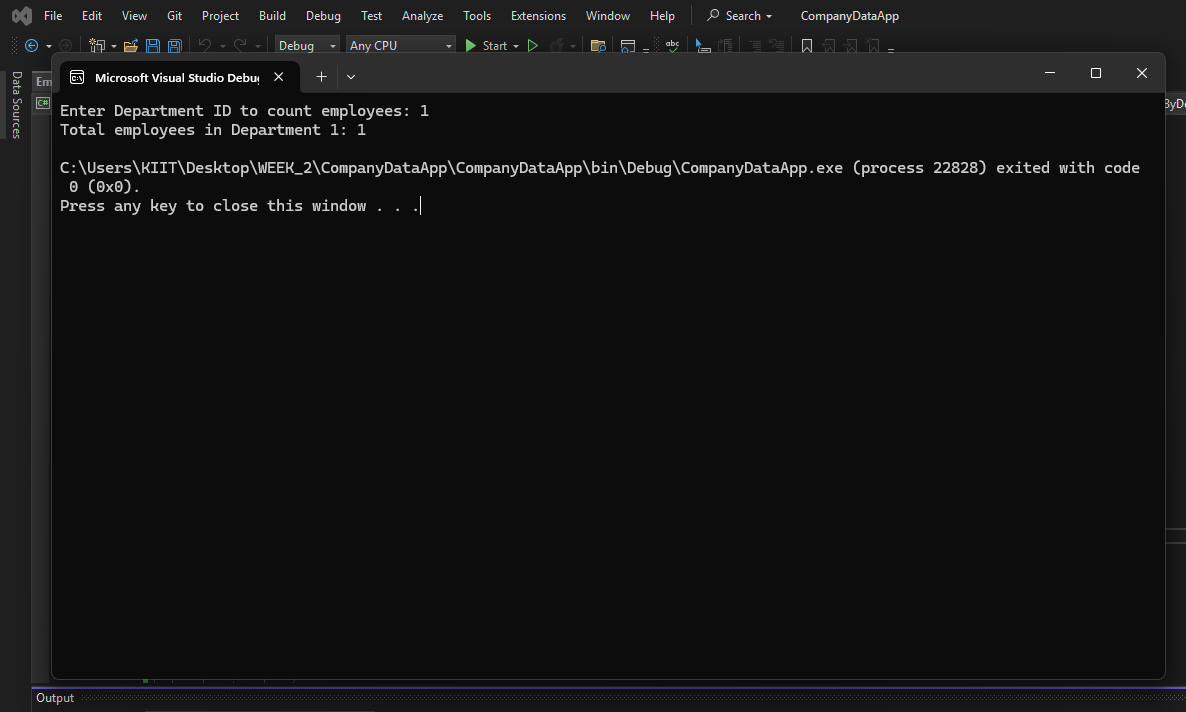 File Edit View Git Project Build Debug Test Analyze Tools Extensions Window Help Search CompanyDataApp
Debug Any CPU Start abc
Data Sources
Em
C#
Microsoft Visual Studio Debug
ByDe
Enter Department ID to count employees: 1
Total employees in Department 1: 1
C:\Users\KIIT\Desktop\WEEK_2\CompanyDataApp\CompanyDataApp\bin\Debug\CompanyDataApp.exe (process 22828) exited with code
0 (0x0).
Press any key to close this window . . .
Output